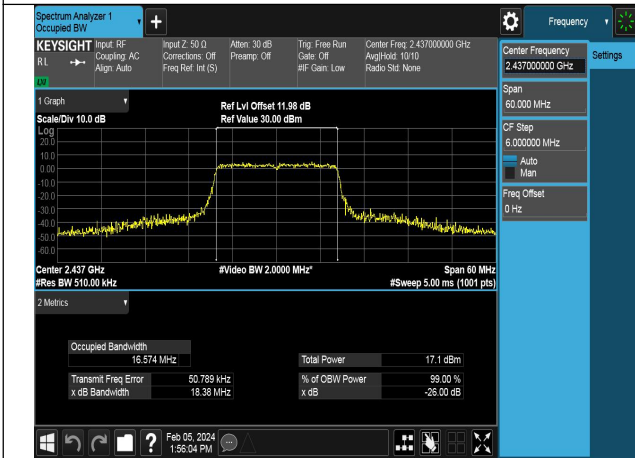 Spectrum Analyzer 1
Occupied BW
Frequency
KEYSIGHT
R L
Input: RF
Coupling: AC
Align: Auto
Input Z: 50 Ω
Corrections: Off
Freq Ref: Int (S)
Atten: 30 dB
Preamp: Off
Trig: Free Run
Gate: Off
#IF Gain: Low
Center Freq: 2.437000000 GHz
Avg|Hold: 10/10
Radio Std: None
LXI
Center Frequency
2.437000000 GHz
Settings
Span
60.000 MHz
CF Step
6.000000 MHz
Auto
Man
Freq Offset
0 Hz
1 Graph
Scale/Div 10.0 dB
Ref Lvl Offset 11.98 dB
Ref Value 30.00 dBm
Log
20.0
10.0
0.00
-10.0
-20.0
-30.0
-40.0
-50.0
-60.0
Center 2.437 GHz
#Video BW 2.0000 MHz*
Span 60 MHz
#Res BW 510.00 kHz
#Sweep 5.00 ms (1001 pts)
2 Metrics
Occupied Bandwidth
16.574 MHz
Total Power 17.1 dBm
Transmit Freq Error 50.789 kHz
% of OBW Power 99.00 %
x dB Bandwidth 18.38 MHz
x dB -26.00 dB
Feb 05, 2024
1:56:04 PM